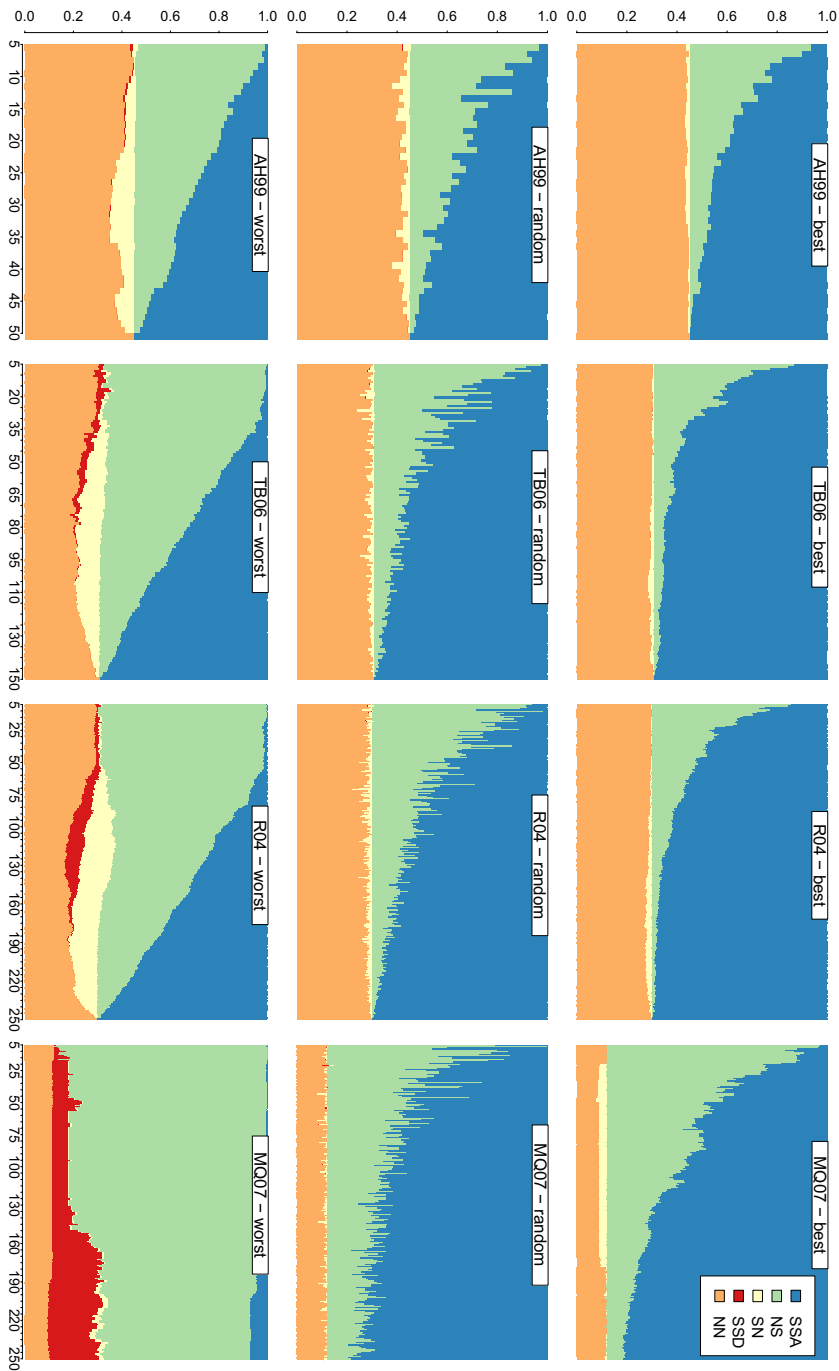 AH99 – best
TB06 – best
R04 – best
MQ07 – best
1.0
0.8
0.6
0.4
0.2
0.0
SSA
NS
SN
SSD
NN
AH99 – random
TB06 – random
R04 – random
MQ07 – random
1.0
0.8
0.6
0.4
0.2
0.0
AH99 – worst
TB06 – worst
R04 – worst
MQ07 – worst
1.0
0.8
0.6
0.4
0.2
0.0
5 10 15 20 25 30 35 40 45 50
5 20 35 50 65 80 95 110 130 150
5 25 50 75 100 130 160 190 220 250
5 25 50 75 100 130 160 190 220 250